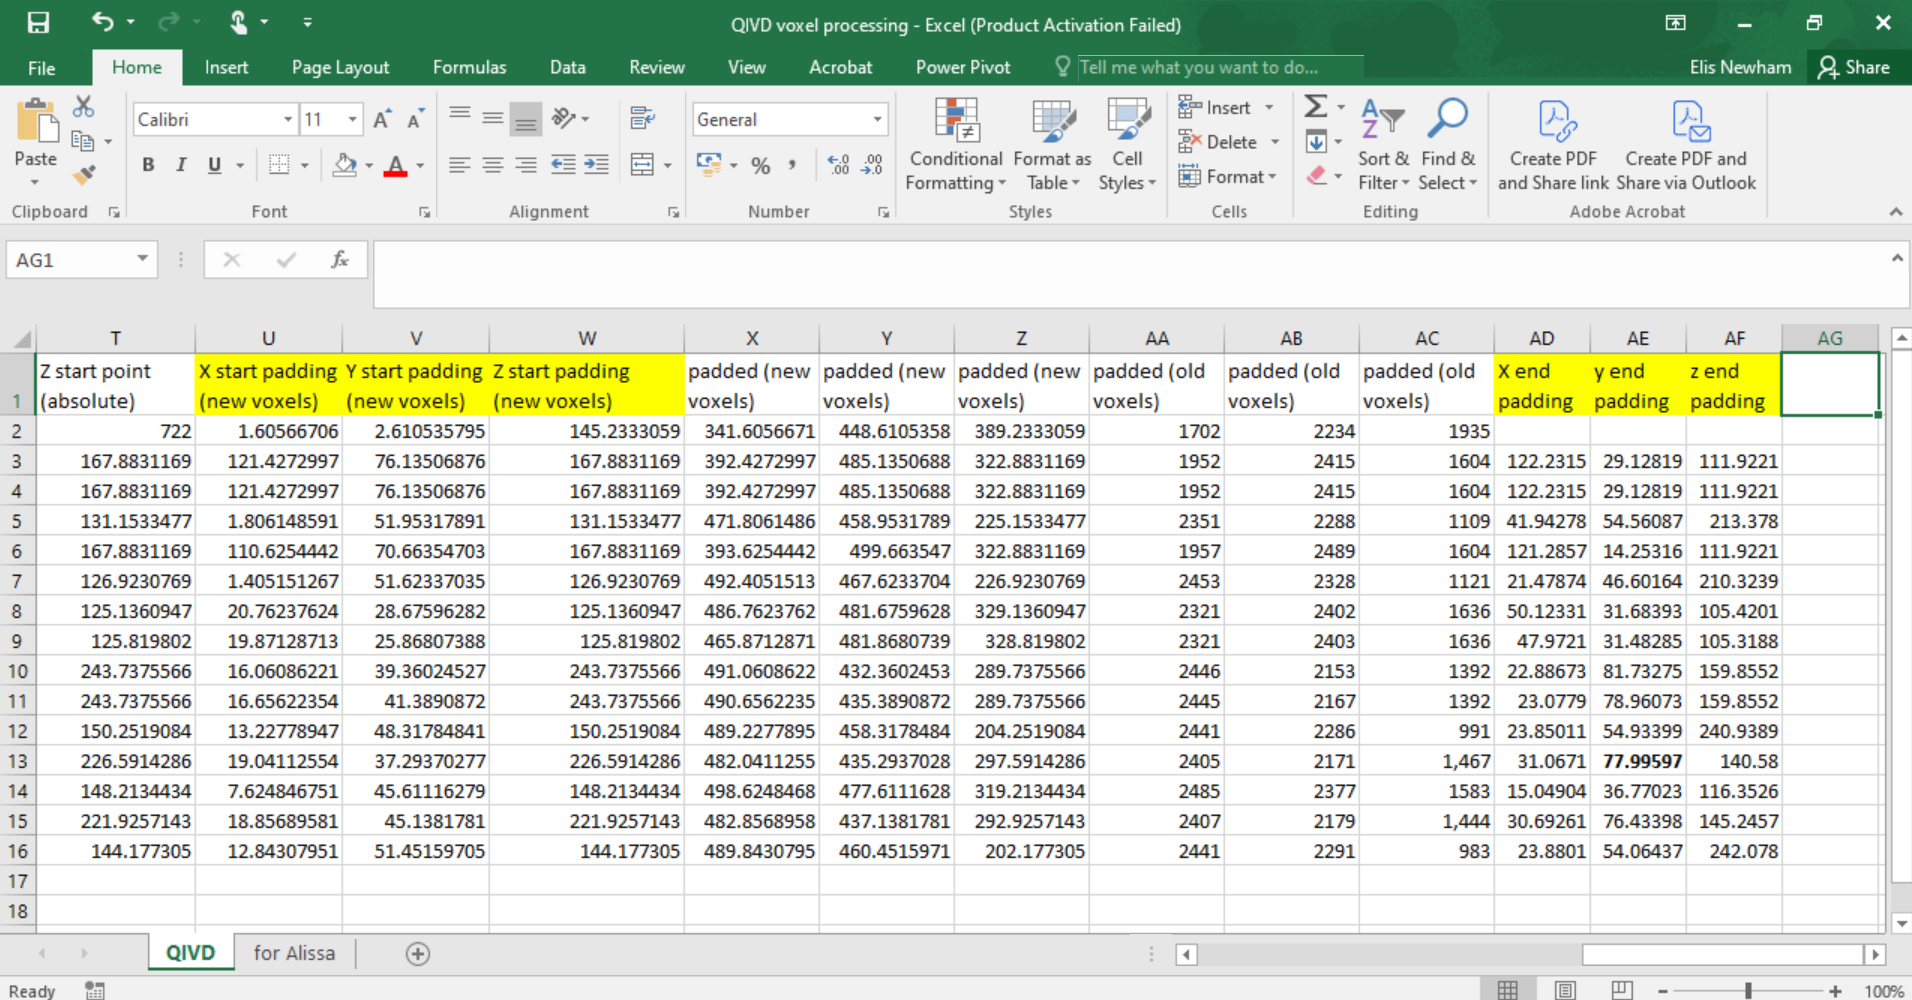 QIVD voxel processing - Excel (Product Activation Failed)
File Home Insert Page Layout Formulas Data Review View Acrobat Power Pivot Tell me what you want to do... Elis Newham Share
Calibri 11 A A General Insert Σ A Z
Paste B I U A % , Conditional Formatting Format as Table Cell Styles Delete Format Sort & Filter Find & Select Create PDF and Share link Create PDF and Share via Outlook
Clipboard Font Alignment Number Styles Cells Editing Adobe Acrobat
AG1 fx
T U V W X Y Z AA AB AC AD AE AF AG
1 Z start point (absolute) X start padding (new voxels) Y start padding (new voxels) Z start padding (new voxels) padded (new voxels) padded (new voxels) padded (new voxels) padded (old voxels) padded (old voxels) padded (old voxels) X end padding y end padding z end padding
2 722 1.60566706 2.610535795 145.2333059 341.6056671 448.6105358 389.2333059 1702 2234 1935
3 167.8831169 121.4272997 76.13506876 167.8831169 392.4272997 485.1350688 322.8831169 1952 2415 1604 122.2315 29.12819 111.9221
4 167.8831169 121.4272997 76.13506876 167.8831169 392.4272997 485.1350688 322.8831169 1952 2415 1604 122.2315 29.12819 111.9221
5 131.1533477 1.806148591 51.95317891 131.1533477 471.8061486 458.9531789 225.1533477 2351 2288 1109 41.94278 54.56087 213.378
6 167.8831169 110.6254442 70.66354703 167.8831169 393.6254442 499.663547 322.8831169 1957 2489 1604 121.2857 14.25316 111.9221
7 126.9230769 1.405151267 51.62337035 126.9230769 492.4051513 467.6233704 226.9230769 2453 2328 1121 21.47874 46.60164 210.3239
8 125.1360947 20.76237624 28.67596282 125.1360947 486.7623762 481.6759628 329.1360947 2321 2402 1636 50.12331 31.68393 105.4201
9 125.819802 19.87128713 25.86807388 125.819802 465.8712871 481.8680739 328.819802 2321 2403 1636 47.9721 31.48285 105.3188
10 243.7375566 16.06086221 39.36024527 243.7375566 491.0608622 432.3602453 289.7375566 2446 2153 1392 22.88673 81.73275 159.8552
11 243.7375566 16.65622354 41.3890872 243.7375566 490.6562235 435.3890872 289.7375566 2445 2167 1392 23.0779 78.96073 159.8552
12 150.2519084 13.22778947 48.31784841 150.2519084 489.2277895 458.3178484 204.2519084 2441 2286 991 23.85011 54.93399 240.9389
13 226.5914286 19.04112554 37.29370277 226.5914286 482.0411255 435.2937028 297.5914286 2405 2171 1,467 31.0671 77.99597 140.58
14 148.2134434 7.624846751 45.61116279 148.2134434 498.6248468 477.6111628 319.2134434 2485 2377 1583 15.04904 36.77023 116.3526
15 221.9257143 18.85689581 45.1381781 221.9257143 482.8568958 437.1381781 292.9257143 2407 2179 1,444 30.69261 76.43398 145.2457
16 144.177305 12.84307951 51.45159705 144.177305 489.8430795 460.4515971 202.177305 2441 2291 983 23.8801 54.06437 242.078
17
18
QIVD for Alissa
Ready 100%